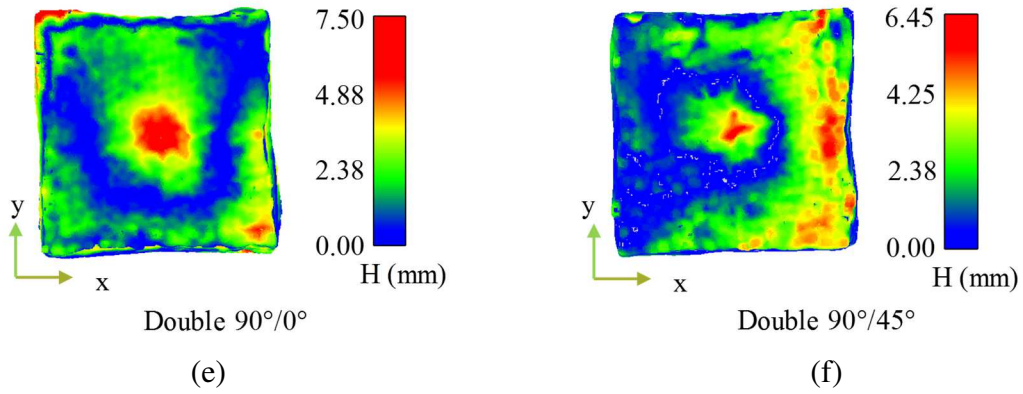 7.50
4.88
2.38
0.00
H (mm)
y
x
Double 90°/0°
(e)
6.45
4.25
2.38
0.00
H (mm)
y
x
Double 90°/45°
(f)